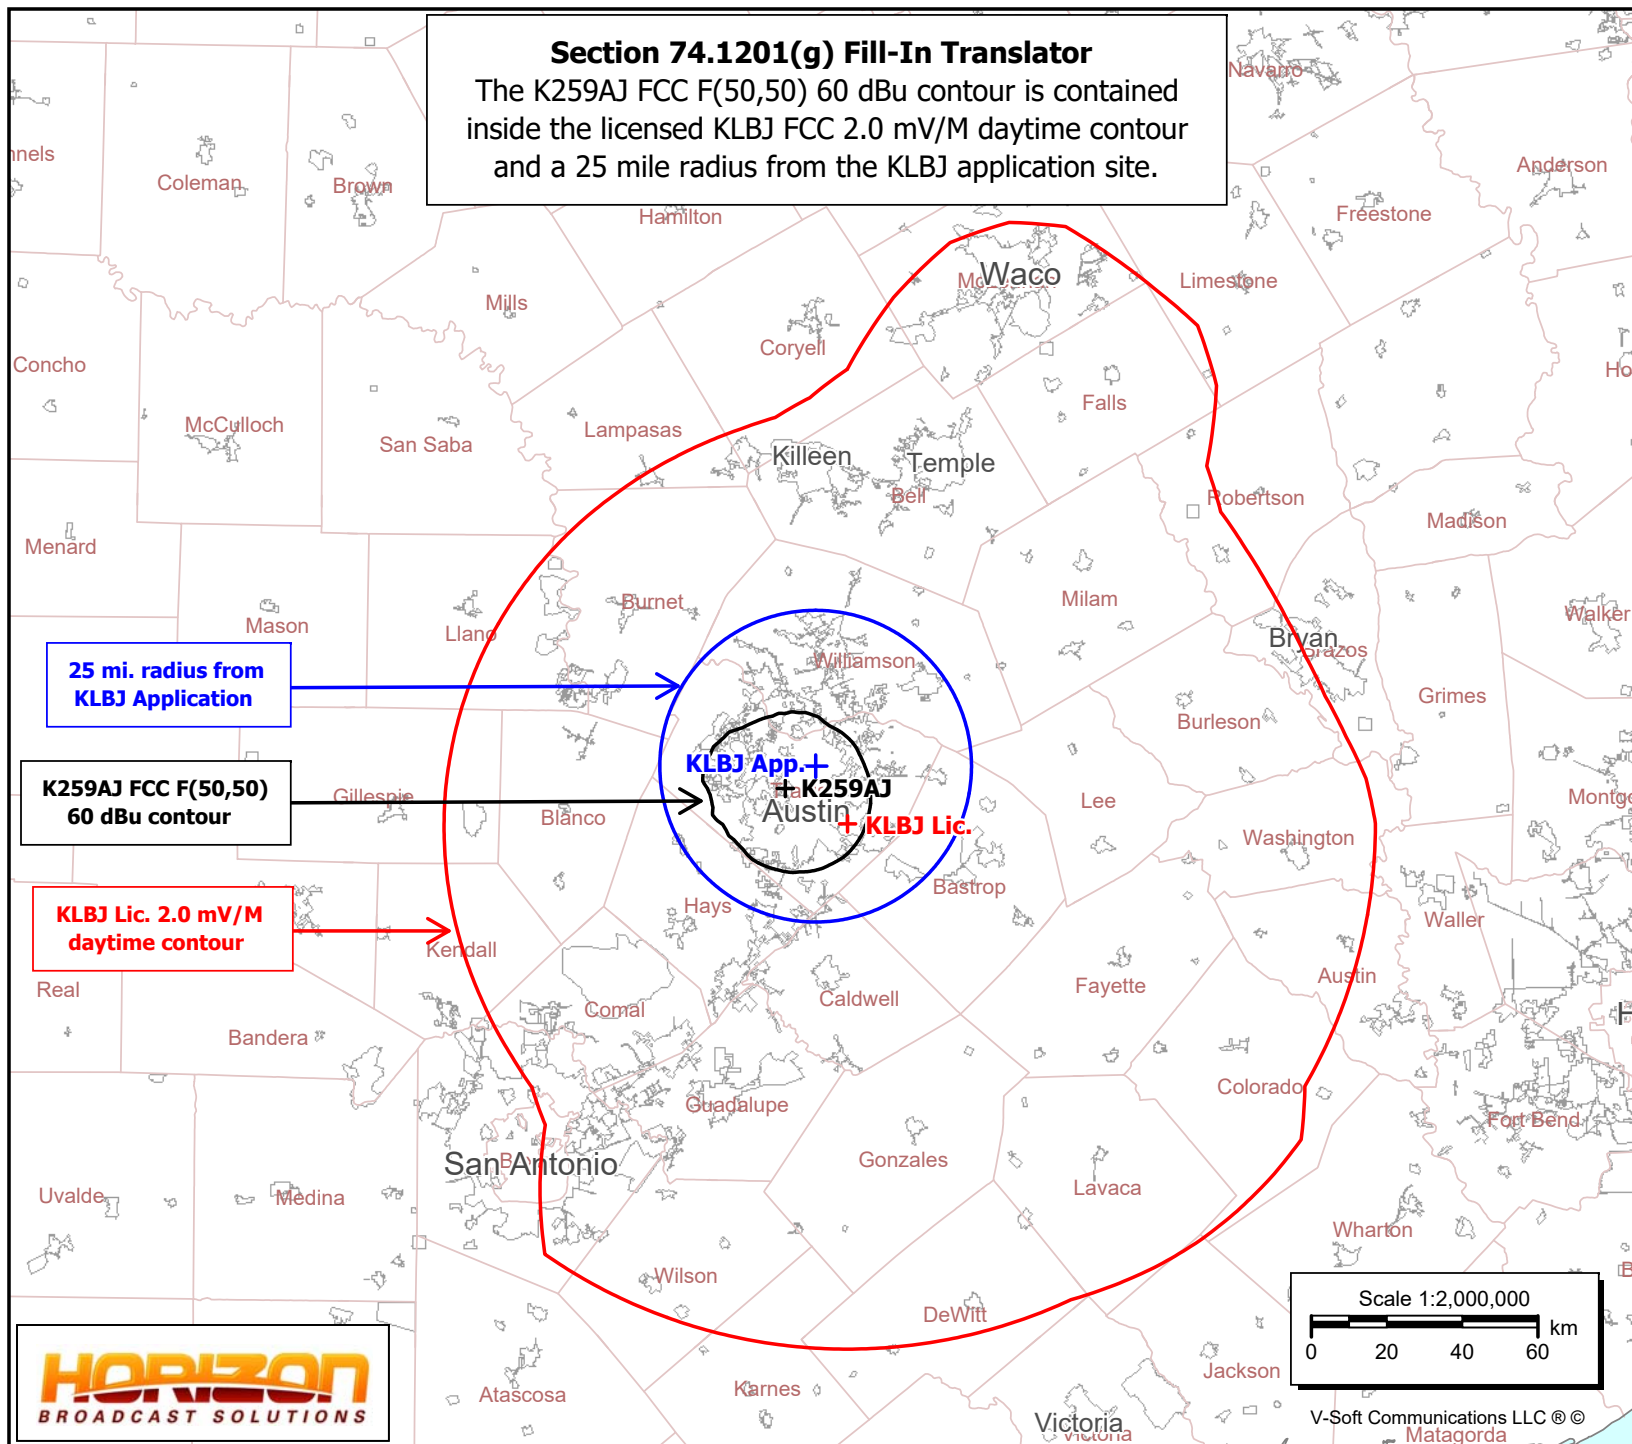 Section 74.1201(g) Fill-In Translator
The K259AJ FCC F(50,50) 60 dBu contour is contained
inside the licensed KLBJ FCC 2.0 mV/M daytime contour
and a 25 mile radius from the KLBJ application site.
Navarro
Anderson
Coleman
Brown
Hamilton
Freestone
Waco
Limestone
Mills
Coryell
Concho
Falls
McCulloch
San Saba
Lampasas
Killeen
Temple
Bell
Robertson
Madison
Menard
Mason
Llano
Burnet
Milam
Walker
Bryan
Brazos
Williamson
25 mi. radius from
KLBJ Application
Grimes
Burleson
KLBJ App.
K259AJ
K259AJ FCC F(50,50)
60 dBu contour
Gillespie
Blanco
Austin
KLBJ Lic.
Lee
Washington
Bastrop
KLBJ Lic. 2.0 mV/M
daytime contour
Hays
Kendall
Waller
Real
Comal
Caldwell
Fayette
Austin
Bandera
Guadalupe
Colorado
Fort Bend
San Antonio
Gonzales
Lavaca
Uvalde
Medina
Wharton
Wilson
DeWitt
Scale 1:2,000,000
km
0 20 40 60
Jackson
HORIZON
BROADCAST SOLUTIONS
Atascosa
Karnes
Victoria
Victoria
V-Soft Communications LLC ® ©
Matagorda